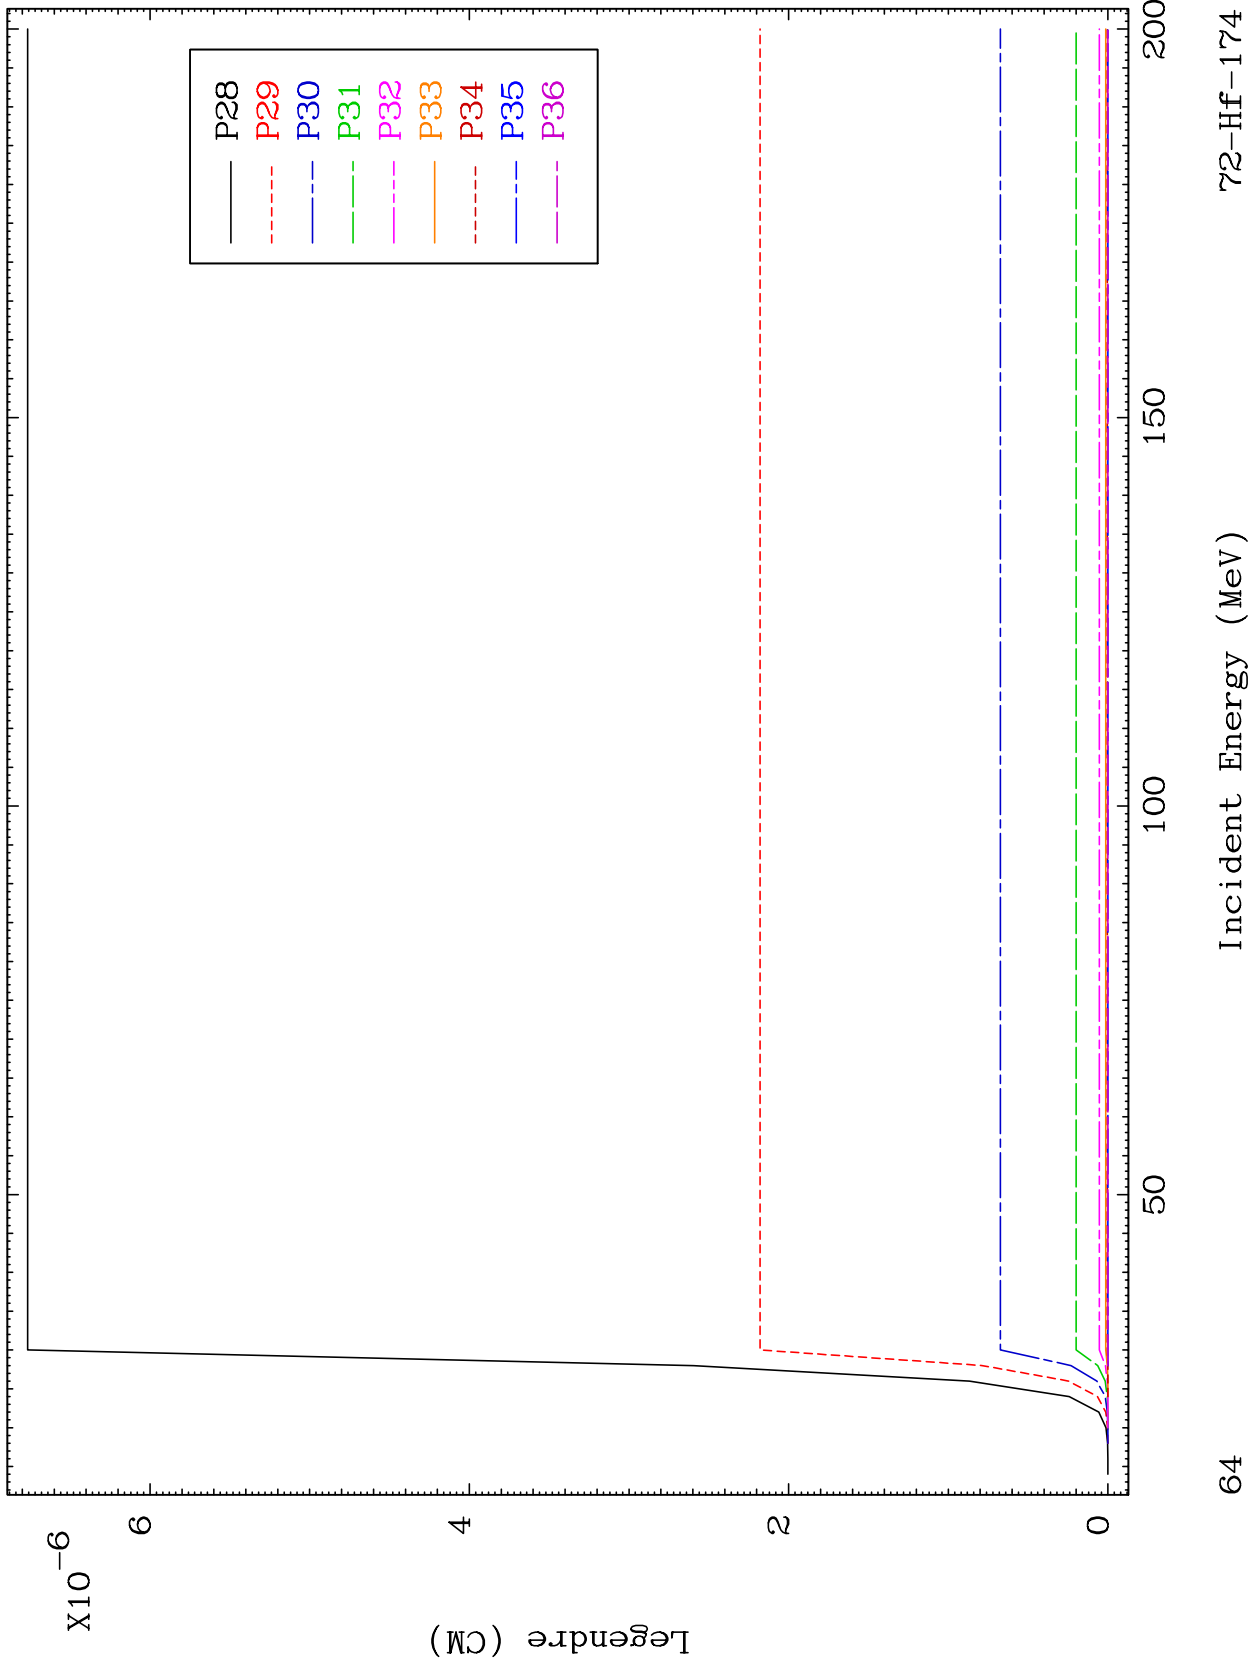 X10-6
Legendre (CM)
6
4
2
0
P28
P29
P30
P31
P32
P33
P34
P35
P36
50
100
150
200
Incident Energy (MeV)
64
72-Hf-174